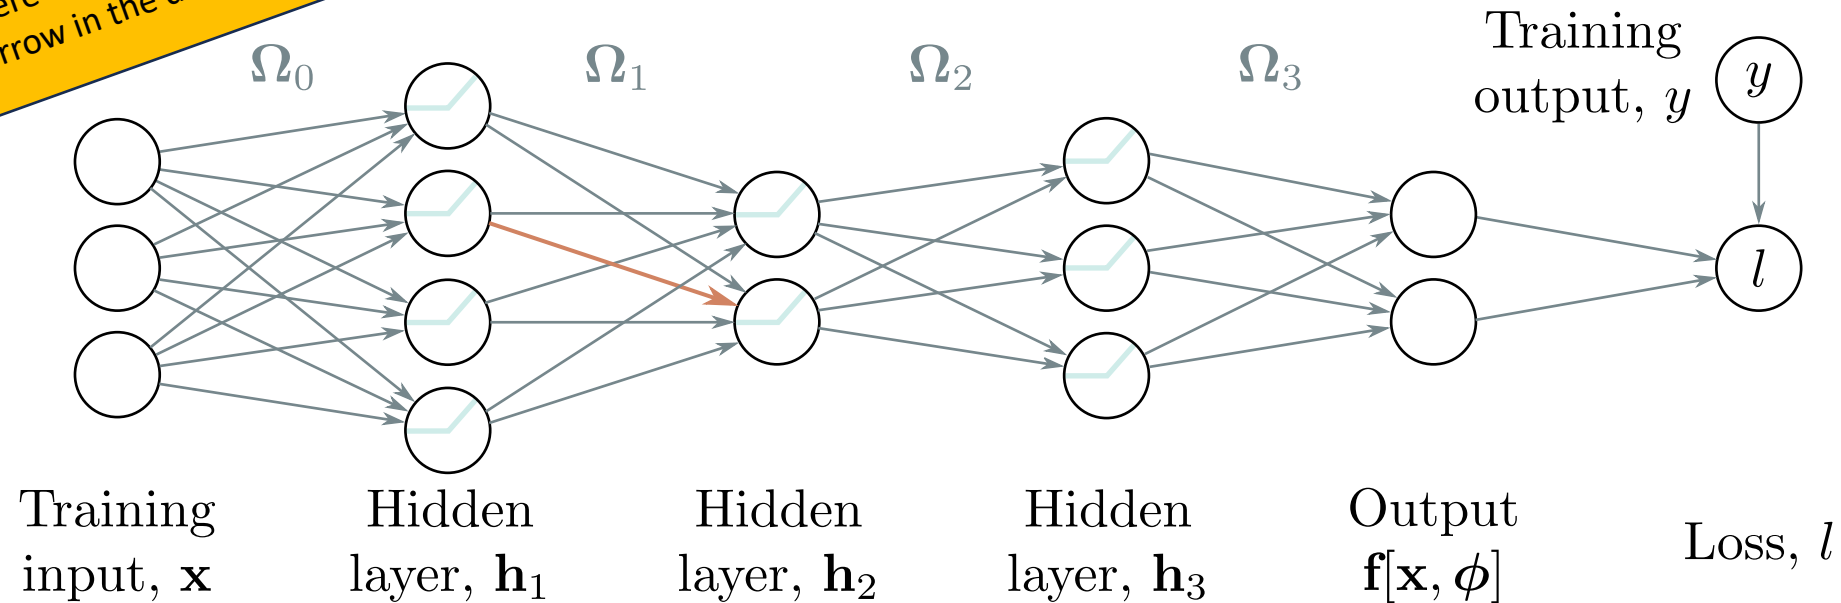 in the
Ω₀
Ω₁
Ω₂
Ω₃
Training
output, y
y
l
Training
input, x
Hidden
layer, h₁
Hidden
layer, h₂
Hidden
layer, h₃
Output
f[x, ϕ]
Loss, l